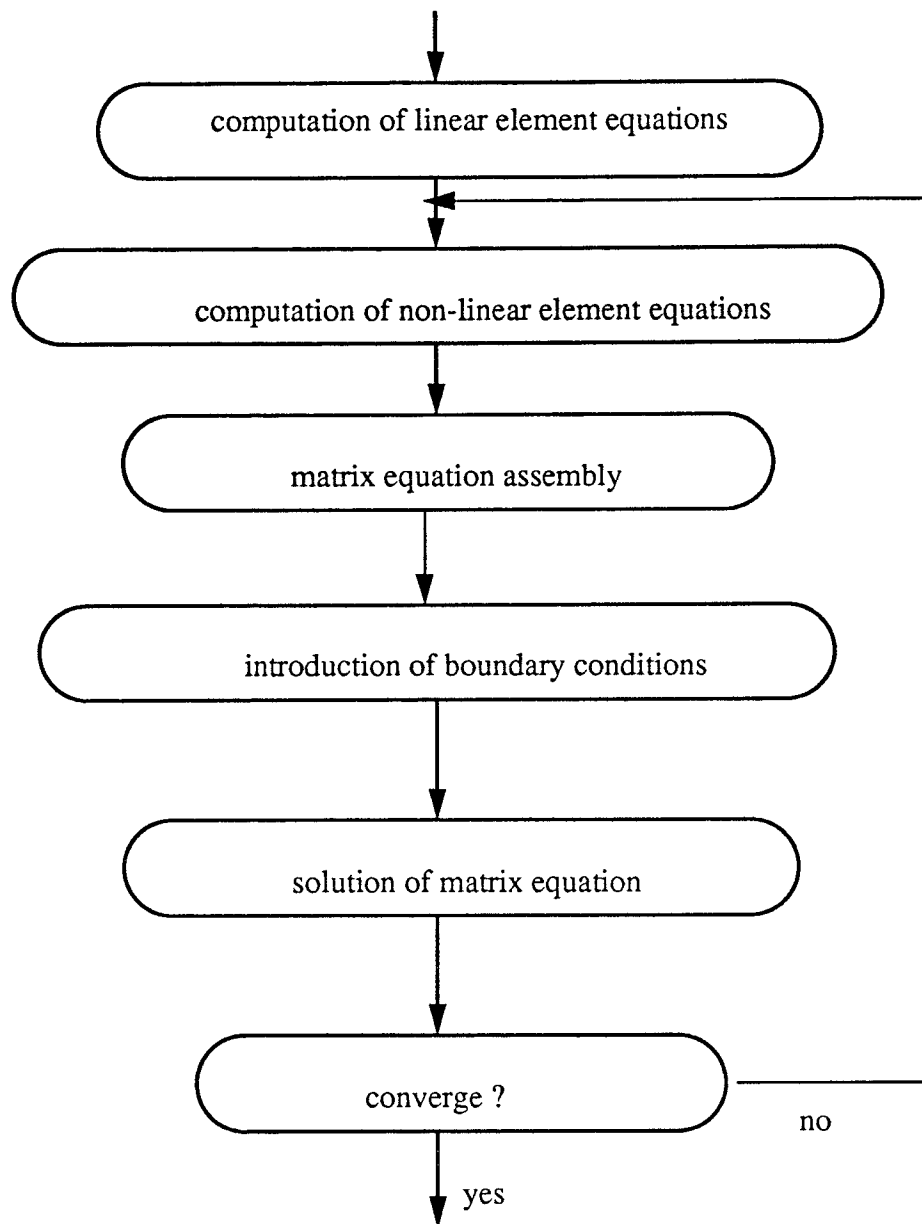 computation of linear element equations
computation of non-linear element equations
matrix equation assembly
introduction of boundary conditions
solution of matrix equation
converge ?
no
yes